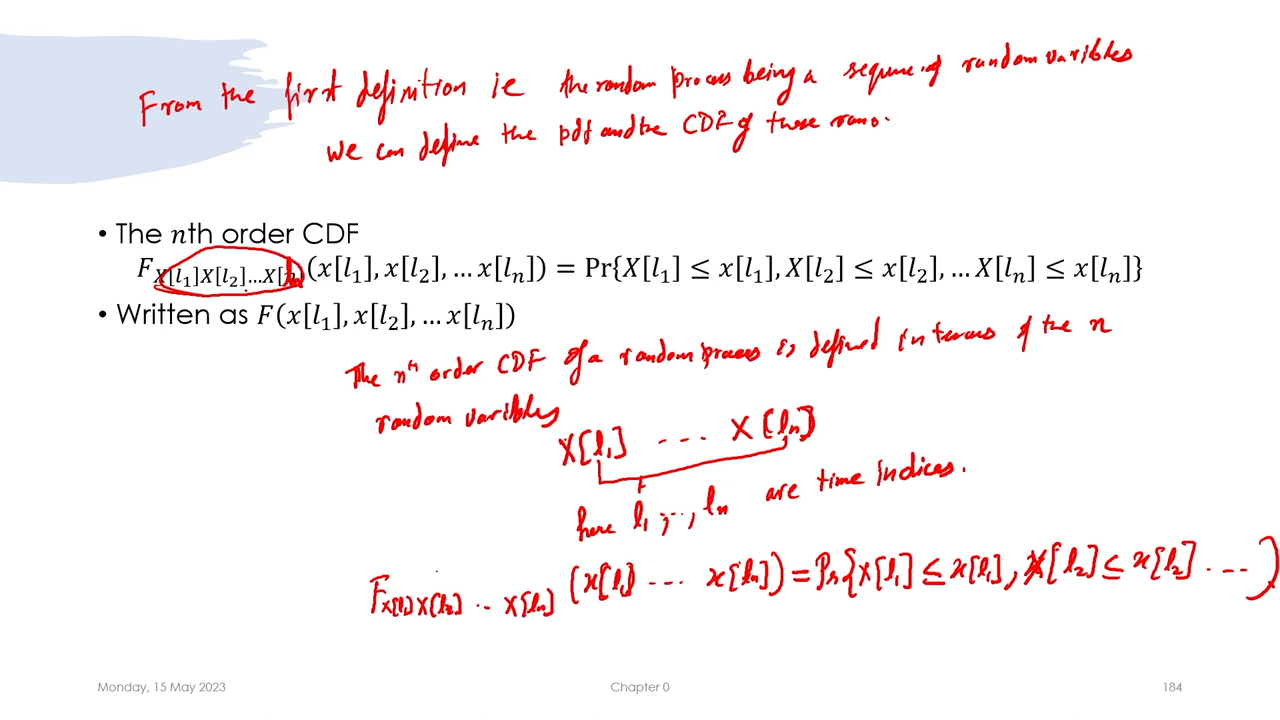 From the first definition ie the random process being a sequence of random variables
we can define the pdf and the CDF of these rano.
• The 𝑛th order CDF
F_{X[l₁]X[l₂]…X[lₙ]}(x[l₁], x[l₂], … x[lₙ]) = Pr{X[l₁] ≤ x[l₁], X[l₂] ≤ x[l₂], … X[lₙ] ≤ x[lₙ]}
• Written as F(x[l₁], x[l₂], … x[lₙ])
The nᵗʰ order CDF of a random process is defined in terms of the n
random variables
X[l₁] ... X[lₙ]
here l₁, ..., lₙ are time indices.
F_{X[l₁]X[l₂] .. X[lₙ]} (x[l₁] ... x[lₙ]) = Pr{X[l₁] ≤ x[l₁], X[l₂] ≤ x[l₂] ... )
Monday, 15 May 2023
Chapter 0
184